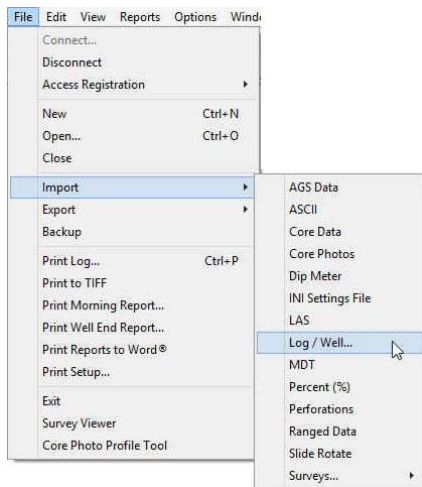 File Edit View Reports Options
Connect...
Disconnect
Access Registration
New Ctrl+N
Open... Ctrl+O
Close
Import
Export
Backup
Print Log... Ctrl+P
Print to TIFF
Print Morning Report...
Print Well End Report...
Print Reports to Word®
Print Setup...
Exit
Survey Viewer
Core Photo Profile Tool
AGS Data
ASCII
Core Data
Core Photos
Dip Meter
INI Settings File
LAS
Log / Well...
MDT
Percent (%)
Perforations
Ranged Data
Slide Rotate
Surveys...